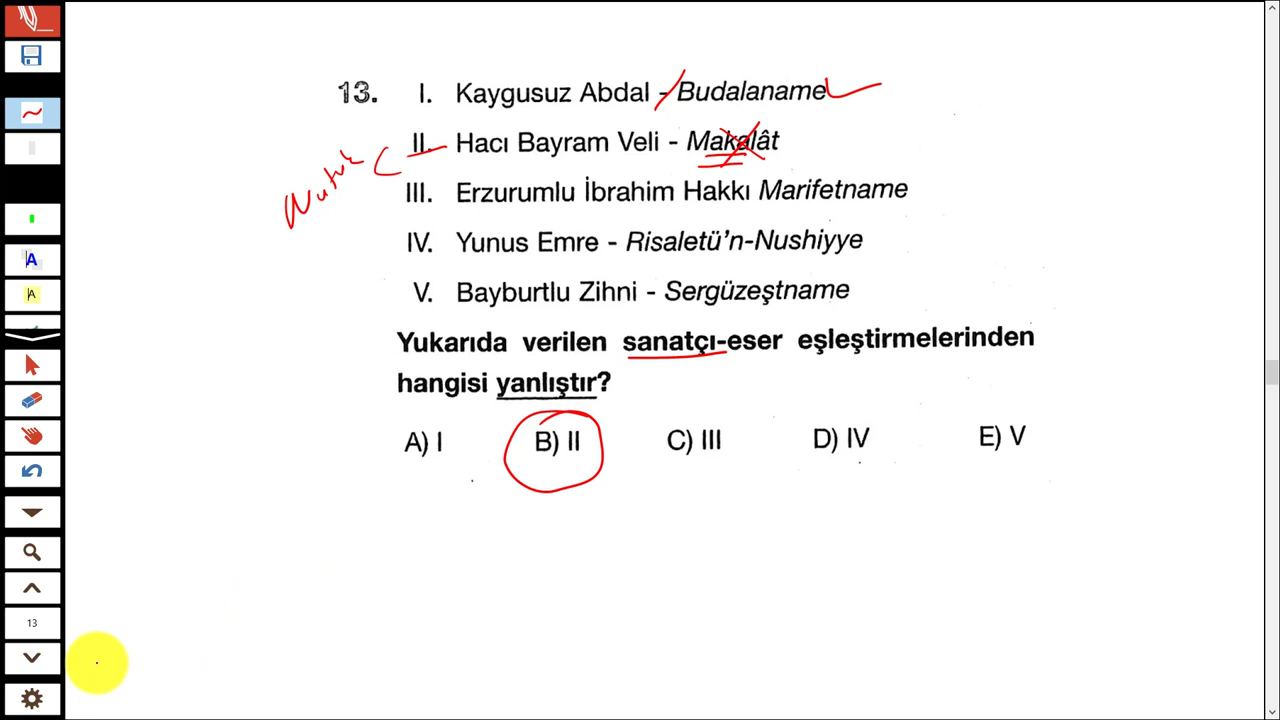 13. I. Kaygusuz Abdal - Budalaname
II. Hacı Bayram Veli - Makalât
Nutuk
III. Erzurumlu İbrahim Hakkı Marifetname
IV. Yunus Emre - Risaletü'n-Nushiyye
V. Bayburtlu Zihni - Sergüzeştname
Yukarıda verilen sanatçı-eser eşleştirmelerinden
hangisi yanlıştır?
A) I B) II C) III D) IV E) V
A
A
13